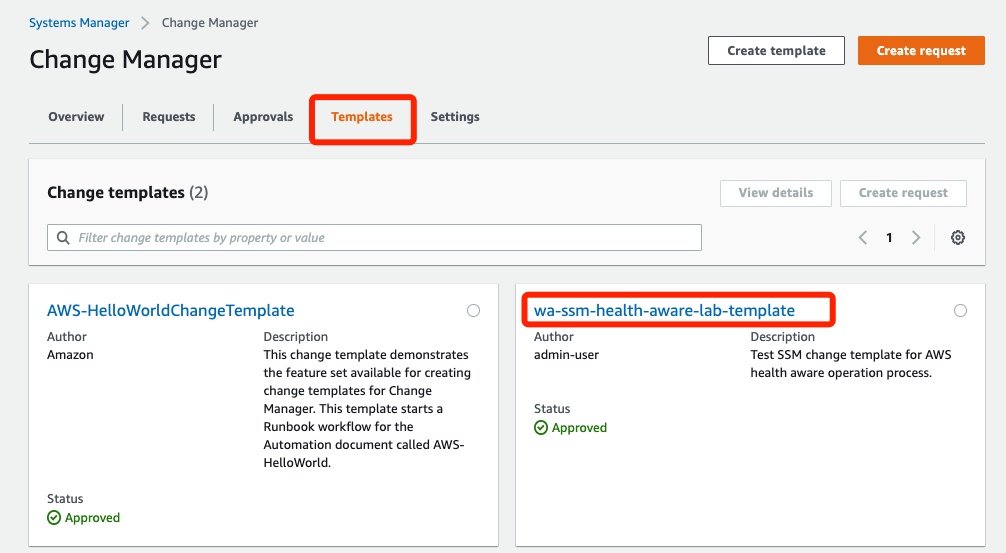 Systems Manager > Change Manager
Change Manager
Create template
Create request
Overview
Requests
Approvals
Templates
Settings
Change templates (2)
View details
Create request
Filter change templates by property or value
1
AWS-HelloWorldChangeTemplate
Author
Amazon
Description
This change template demonstrates
the feature set available for creating
change templates for Change
Manager. This template starts a
Runbook workflow for the
Automation document called AWS-
HelloWorld.
Status
Approved
wa-ssm-health-aware-lab-template
Author
admin-user
Description
Test SSM change template for AWS
health aware operation process.
Status
Approved